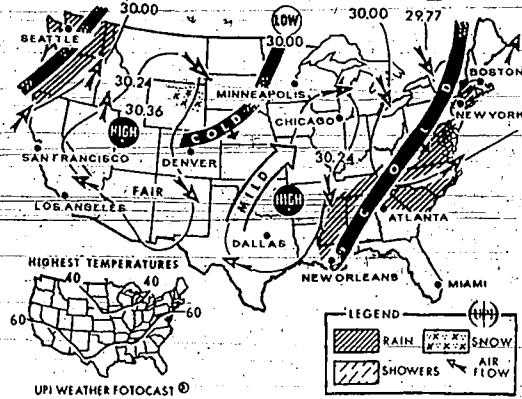 30.00
LOW
30.00
29.77
SEATTLE
30.00
BOSTON
MINNEAPOLIS
30.24
NEW YORK
30.36
COLD
CHICAGO
HIGH
COLD
SAN FRANCISCO
DENVER
30.24
FAIR
MILD
HIGH
LOS ANGELES
ATLANTA
DALLAS
HIGHEST TEMPERATURES
NEW ORLEANS
MIAMI
40
40
60
60
LEGEND
UPI
RAIN
SNOW
SHOWERS
AIR
FLOW
UPI WEATHER FOTOCAST ®